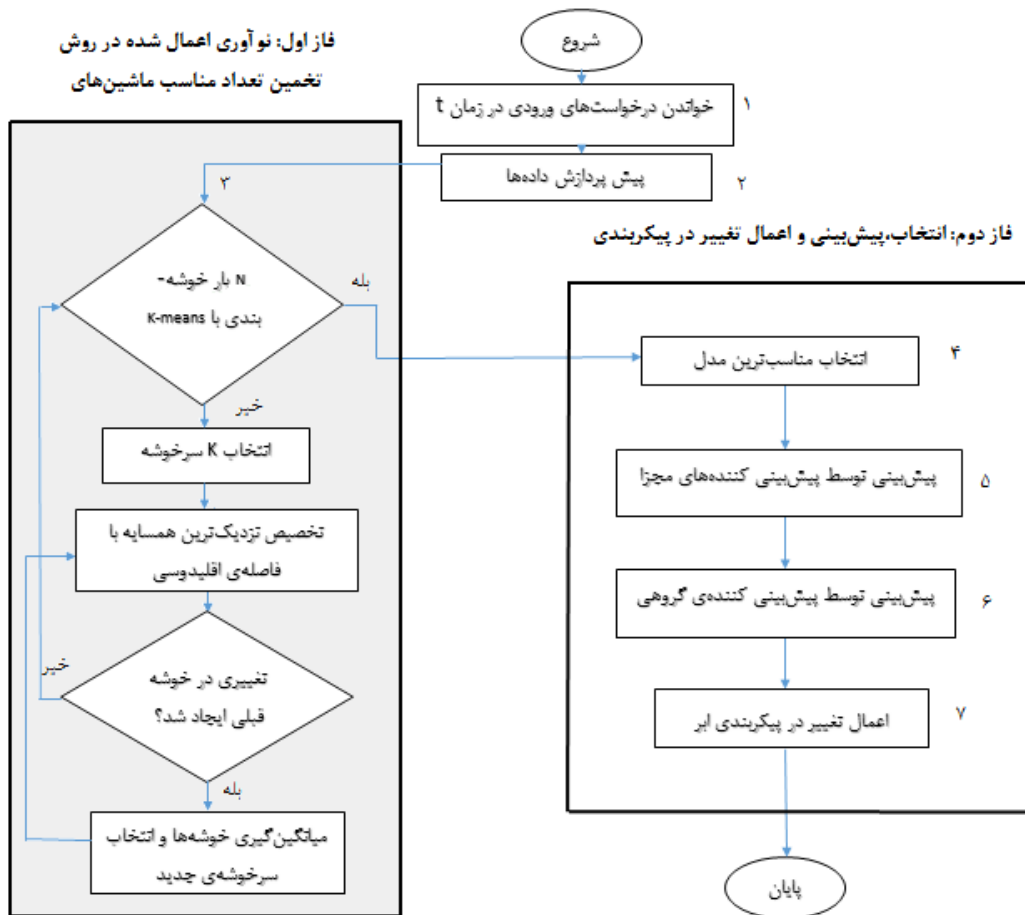 فاز اول: نوآوری اعمال شده در روش
تخمین تعداد مناسب ماشین‌های
شروع
۱
خواندن درخواست‌های ورودی در زمان t
۲
پیش پردازش داده‌ها
۳
N بار خوشه-
بندی با K-means
بله
خیر
انتخاب K سرخوشه
تخصیص نزدیک‌ترین همسایه با
فاصله‌ی اقلیدوسی
تغییری در خوشه
قبلی ایجاد شد؟
خیر
بله
میانگین‌گیری خوشه‌ها و انتخاب
سرخوشه‌ی جدید
فاز دوم: انتخاب،پیش‌بینی و اعمال تغییر در پیکربندی
۴
انتخاب مناسب‌ترین مدل
۵
پیش‌بینی توسط پیش‌بینی کننده‌های مجزا
۶
پیش‌بینی توسط پیش‌بینی کننده‌ی گروهی
۷
اعمال تغییر در پیکربندی ابر
پایان